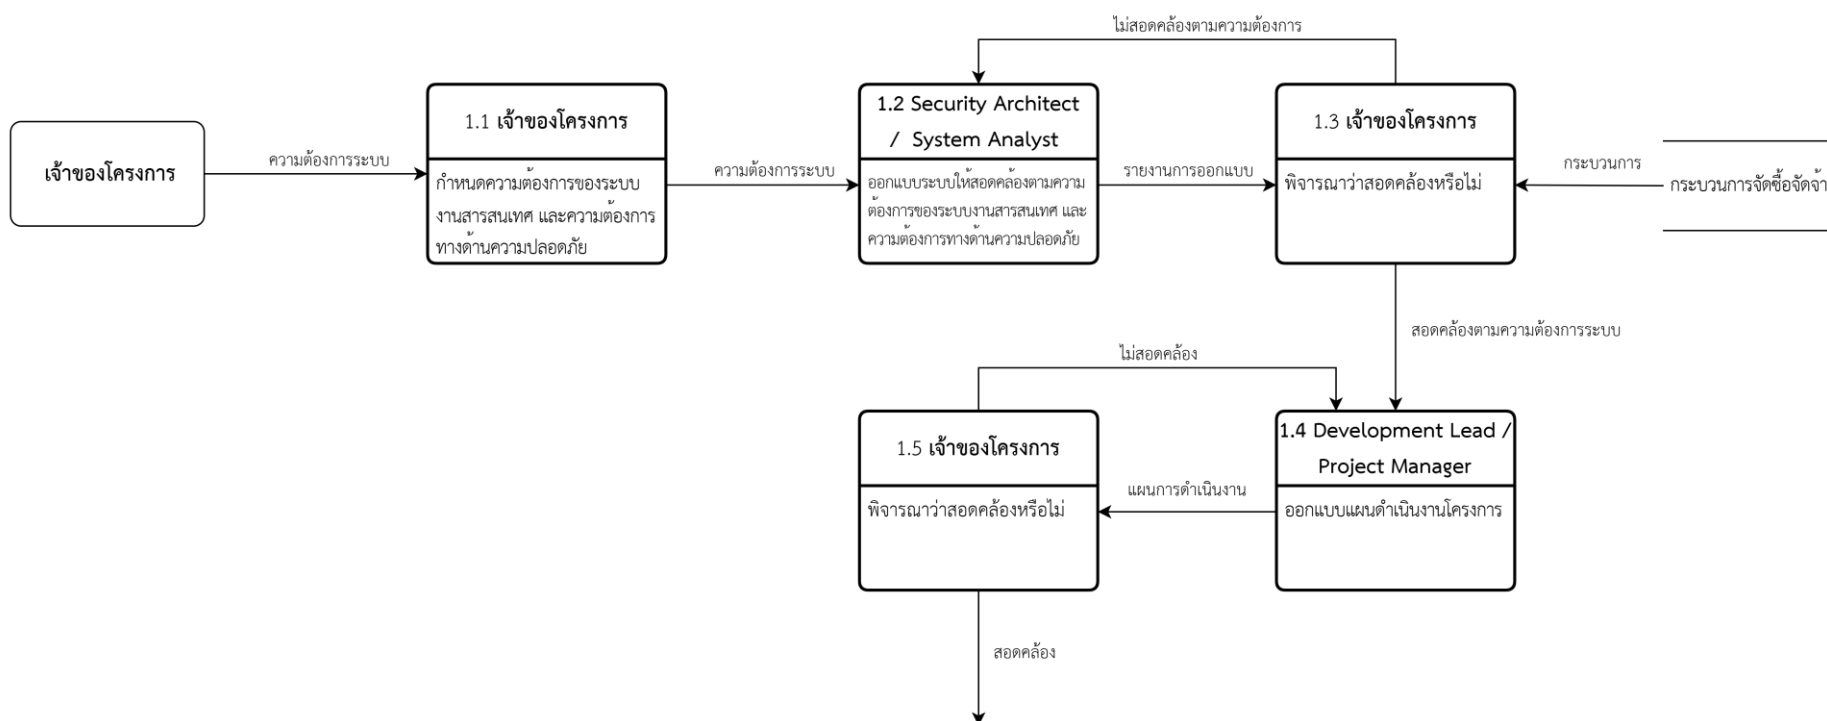 ไม่สอดคล้องตามความต้องการ
เจ้าของโครงการ
ความต้องการระบบ
1.1 เจ้าของโครงการ
กำหนดความต้องการของระบบ
งานสารสนเทศ และความต้องการ
ทางด้านความปลอดภัย
ความต้องการระบบ
1.2 Security Architect
/ System Analyst
ออกแบบระบบให้สอดคล้องตามความ
ต้องการของระบบงานสารสนเทศ และ
ความต้องการทางด้านความปลอดภัย
รายงานการออกแบบ
1.3 เจ้าของโครงการ
พิจารณาว่าสอดคล้องหรือไม่
กระบวนการ
กระบวนการจัดซื้อจัดจ้า
สอดคล้องตามความต้องการระบบ
ไม่สอดคล้อง
1.4 Development Lead /
Project Manager
ออกแบบแผนดำเนินงานโครงการ
แผนการดำเนินงาน
1.5 เจ้าของโครงการ
พิจารณาว่าสอดคล้องหรือไม่
สอดคล้อง